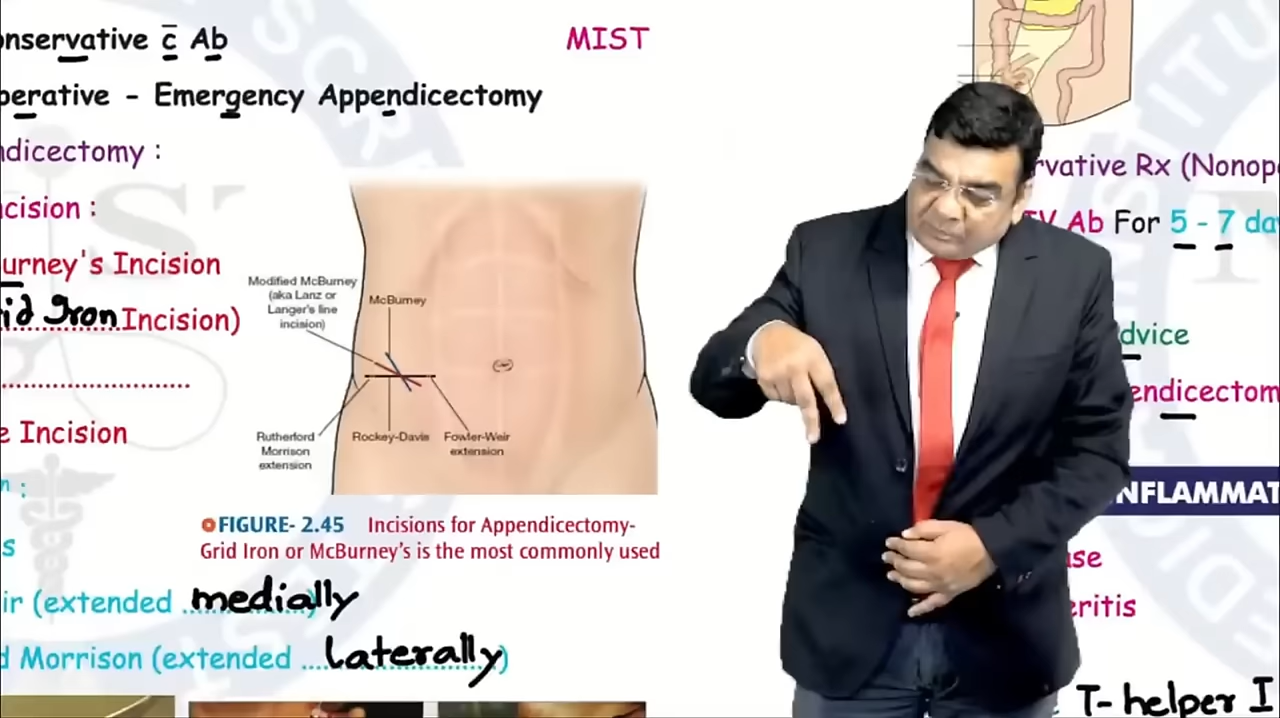 onservative c̄ Ab
MIST
perative - Emergency Appendicectomy
ndicectomy :
ncision :
urney's Incision
id Iron Incision)
e Incision
n :
s
ir (extended medially)
d Morrison (extended laterally)
Modified McBurney
(aka Lanz or
Langer's line
incision)
McBurney
Rutherford
Morrison
extension
Rockey-Davis
Fowler-Weir
extension
FIGURE- 2.45 Incisions for Appendicectomy-
Grid Iron or McBurney's is the most commonly used
rvative Rx (Nonop
IV Ab For 5 - 7 da
dvice
endicectom
NFLAMMAT
ase
eritis
T- helper I